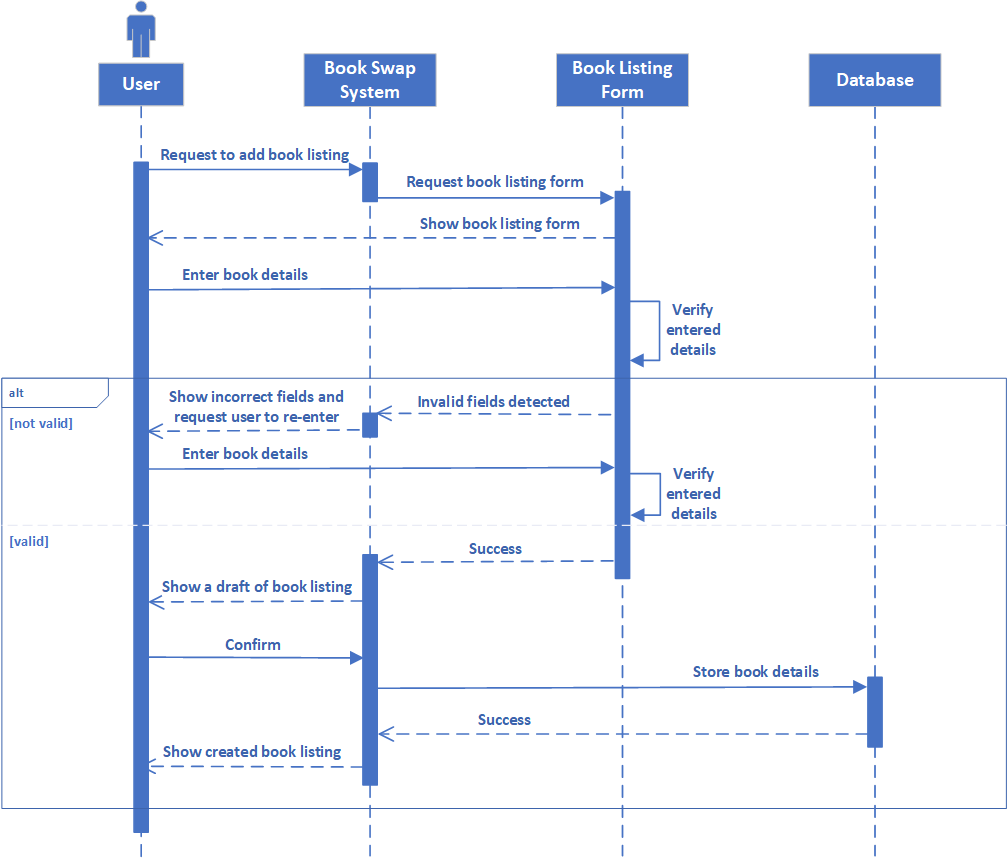 User
Book Swap
System
Book Listing
Form
Database
Request to add book listing
Request book listing form
Show book listing form
Enter book details
Verify
entered
details
alt
[not valid]
Show incorrect fields and
request user to re-enter
Invalid fields detected
Enter book details
Verify
entered
details
[valid]
Success
Show a draft of book listing
Confirm
Store book details
Success
Show created book listing